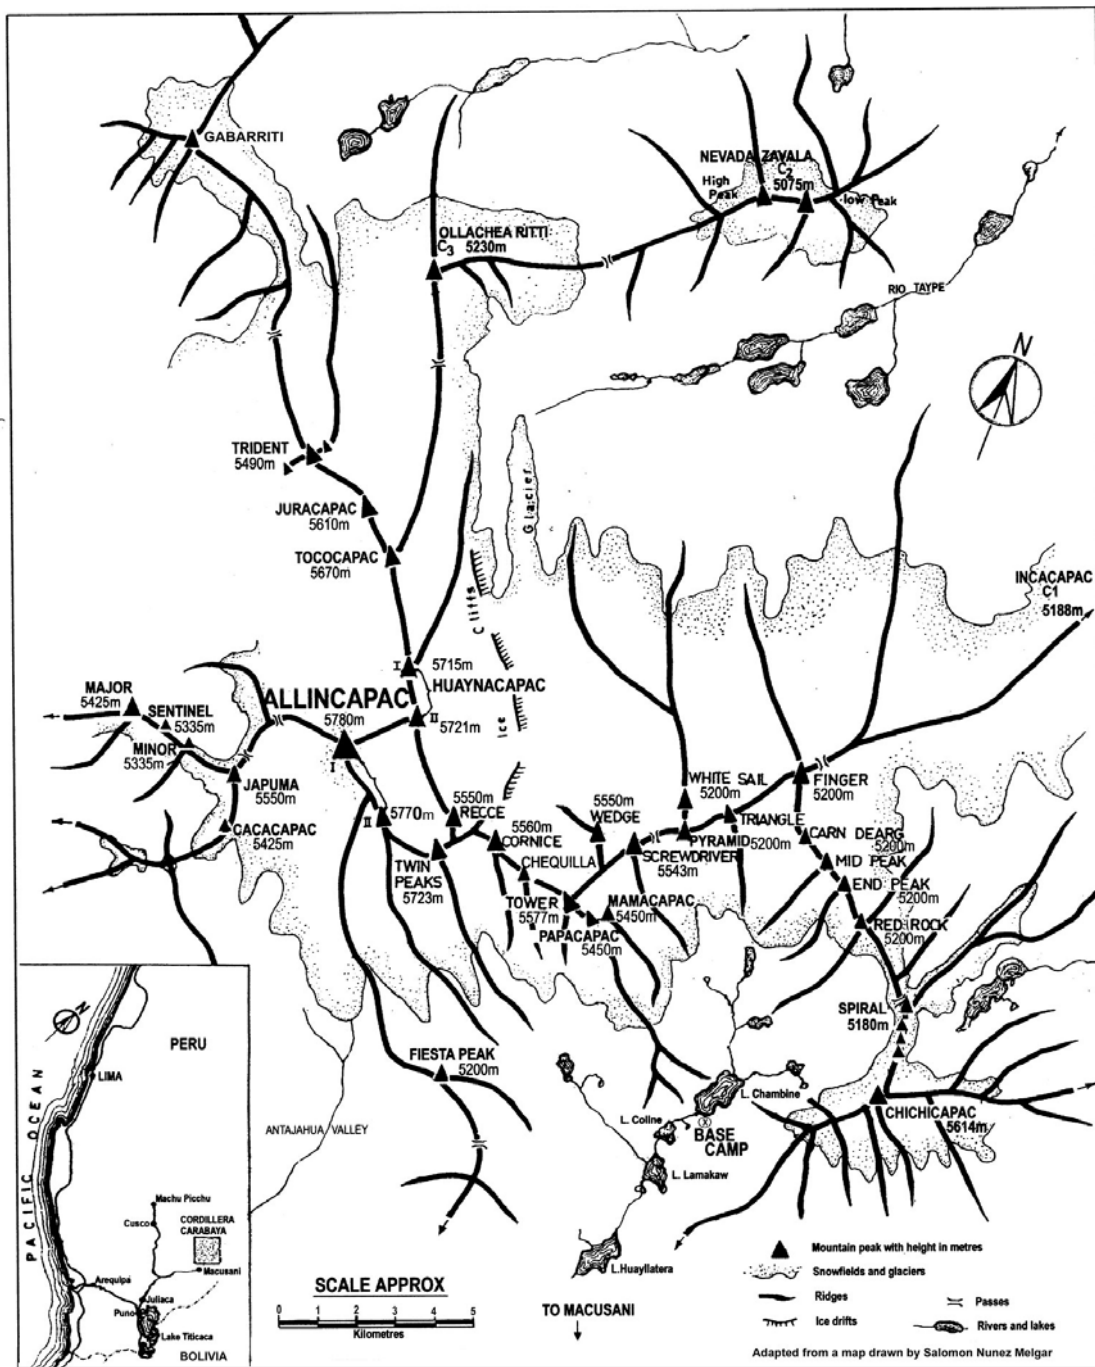 GABARRITI
NEVADA ZAVALA
C2
5075m
High
Peak
low Peak
OLLACHEA RITTI
C3 5230m
RIO TAYPE
N
TRIDENT
5490m
Glacier
JURACAPAC
5610m
TOCOCAPAC
5670m
Cliffs
Ice
INCACAPAC
C1
5188m
I
5715m
HUAYNACAPAC
II
5721m
ALLINCAPAC
5780m
I
MAJOR
5425m
SENTINEL
5335m
MINOR
5335m
JAPUMA
5550m
CACACAPAC
5425m
5770m
II
5550m
RECCE
TWIN
PEAKS
5723m
5560m
CORNICE
CHEQUILLA
5550m
WEDGE
SCREWDRIVER
5543m
WHITE SAIL
5200m
PYRAMID
TRIANGLE
5200m
FINGER
5200m
CARN DEARG
5200m
MID PEAK
END PEAK
5200m
RED ROCK
5200m
TOWER
5577m
MAMACAPAC
5450m
PAPACAPAC
5450m
SPIRAL
5180m
CHICHICAPAC
5614m
FIESTA PEAK
5200m
ANTAJAHUA VALLEY
L. Chambine
L. Coline
BASE
CAMP
L. Lamakaw
L.Huayllatera
TO MACUSANI
N
PERU
LIMA
PACIFIC OCEAN
Machu Picchu
Cusco
CORDILLERA
CARABAYA
Macusani
Arequipa
Juliaca
Puno
Lake Titicaca
BOLIVIA
SCALE APPROX
0 1 2 3 4 5
Kilometres
Mountain peak with height in metres
Snowfields and glaciers
Ridges
Passes
Ice drifts
Rivers and lakes
Adapted from a map drawn by Salomon Nunez Melgar